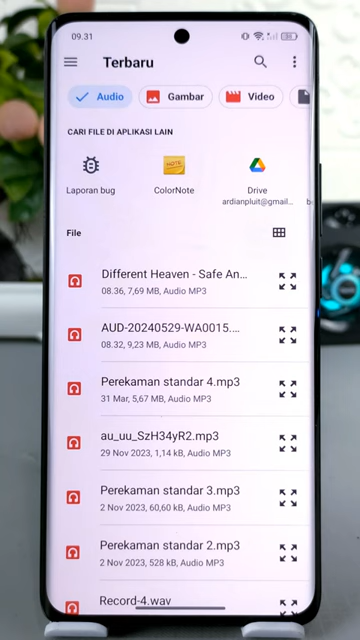 09.31
Terbaru
Audio
Gambar
Video
CARI FILE DI APLIKASI LAIN
Laporan bug
ColorNote
Drive
ardianpluit@gmail...
File
Different Heaven - Safe An...
08.36, 7,69 MB, Audio MP3
AUD-20240529-WA0015....
08.32, 9,23 MB, Audio MP3
Perekaman standar 4.mp3
31 Mar, 5,67 MB, Audio MP3
au_uu_SzH34yR2.mp3
29 Nov 2023, 1,14 kB, Audio MP3
Perekaman standar 3.mp3
2 Nov 2023, 60,60 kB, Audio MP3
Perekaman standar 2.mp3
2 Nov 2023, 528 kB, Audio MP3
Record-4.wav